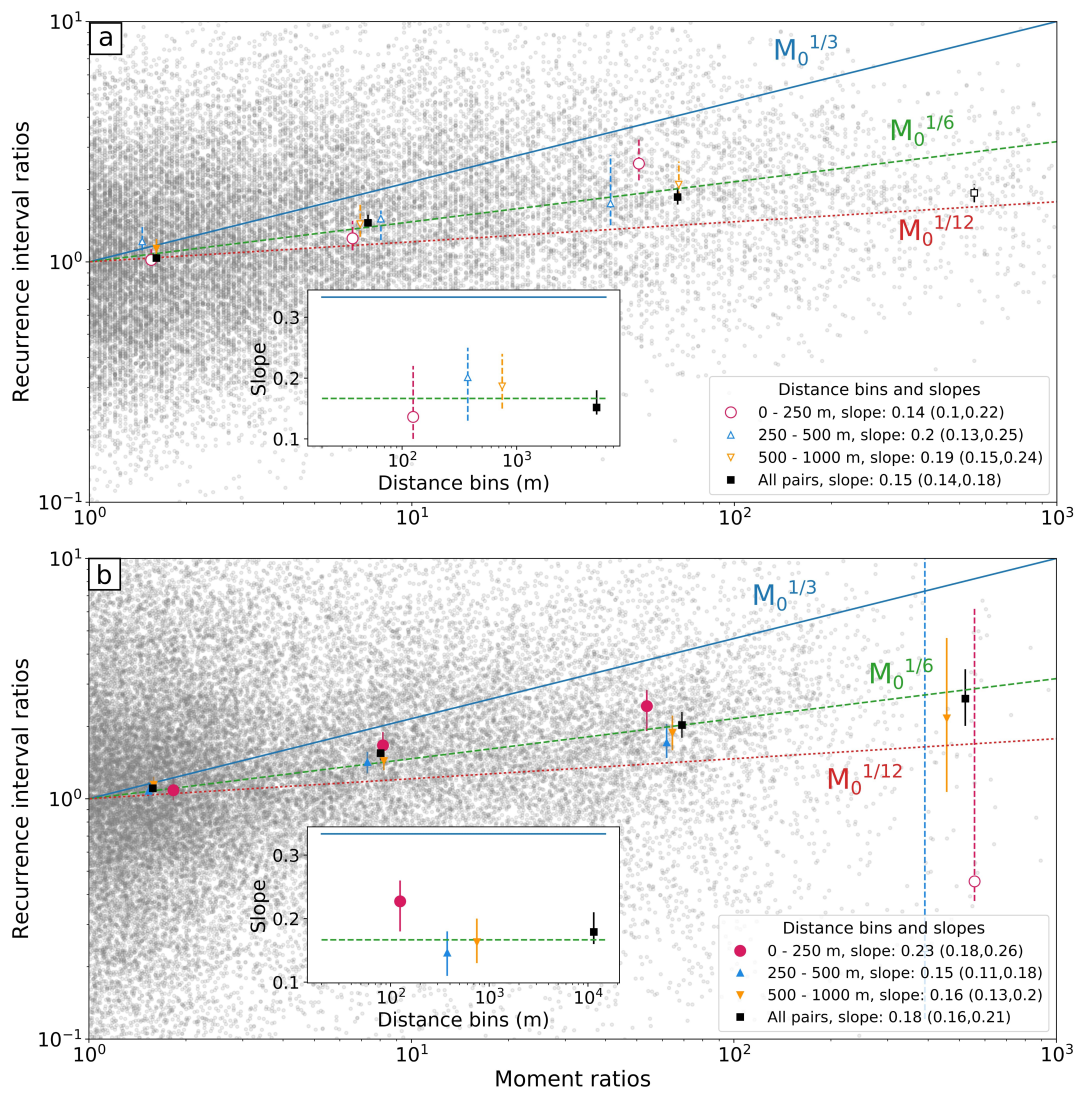 a
10^1
10^0
10^-1
Recurrence interval ratios
M_0^1/3
M_0^1/6
M_0^1/12
0.3
0.2
0.1
Slope
10^2
10^3
Distance bins (m)
Distance bins and slopes
0 - 250 m, slope: 0.14 (0.1,0.22)
250 - 500 m, slope: 0.2 (0.13,0.25)
500 - 1000 m, slope: 0.19 (0.15,0.24)
All pairs, slope: 0.15 (0.14,0.18)
10^0
10^1
10^2
10^3
b
10^1
10^0
10^-1
Recurrence interval ratios
M_0^1/3
M_0^1/6
M_0^1/12
0.3
0.2
0.1
Slope
10^2
10^3
10^4
Distance bins (m)
Distance bins and slopes
0 - 250 m, slope: 0.23 (0.18,0.26)
250 - 500 m, slope: 0.15 (0.11,0.18)
500 - 1000 m, slope: 0.16 (0.13,0.2)
All pairs, slope: 0.18 (0.16,0.21)
10^0
10^1
10^2
10^3
Moment ratios